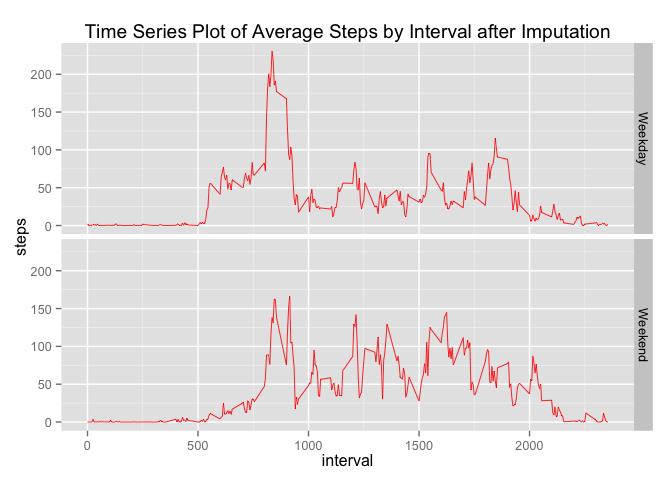 Time Series Plot of Average Steps by Interval after Imputation
steps
200
150
100
50
0
Weekday
200
150
100
50
0
Weekend
0 500 1000 1500 2000
interval